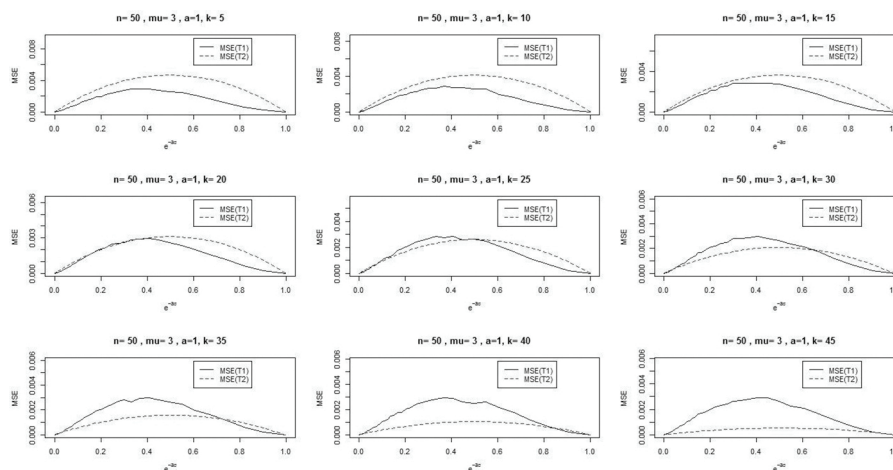 n= 50 , mu= 3 , a=1, k= 5
MSE
0.000 0.004 0.008
MSE(T1)
MSE(T2)
0.0 0.2 0.4 0.6 0.8 1.0
n= 50 , mu= 3 , a=1, k= 10
MSE
0.000 0.004 0.008
MSE(T1)
MSE(T2)
0.0 0.2 0.4 0.6 0.8 1.0
n= 50 , mu= 3 , a=1, k= 15
MSE
0.000 0.004
MSE(T1)
MSE(T2)
0.0 0.2 0.4 0.6 0.8 1.0
n= 50 , mu= 3 , a=1, k= 20
MSE
0.000 0.003 0.006
MSE(T1)
MSE(T2)
0.0 0.2 0.4 0.6 0.8 1.0
n= 50 , mu= 3 , a=1, k= 25
MSE
0.000 0.002 0.004
MSE(T1)
MSE(T2)
0.0 0.2 0.4 0.6 0.8 1.0
n= 50 , mu= 3 , a=1, k= 30
MSE
0.000 0.002 0.004 0.006
MSE(T1)
MSE(T2)
0.0 0.2 0.4 0.6 0.8 1.0
n= 50 , mu= 3 , a=1, k= 35
MSE
0.000 0.002 0.004 0.006
MSE(T1)
MSE(T2)
0.0 0.2 0.4 0.6 0.8 1.0
n= 50 , mu= 3 , a=1, k= 40
MSE
0.000 0.002 0.004 0.006
MSE(T1)
MSE(T2)
0.0 0.2 0.4 0.6 0.8 1.0
n= 50 , mu= 3 , a=1, k= 45
MSE
0.000 0.002 0.004 0.006
MSE(T1)
MSE(T2)
0.0 0.2 0.4 0.6 0.8 1.0